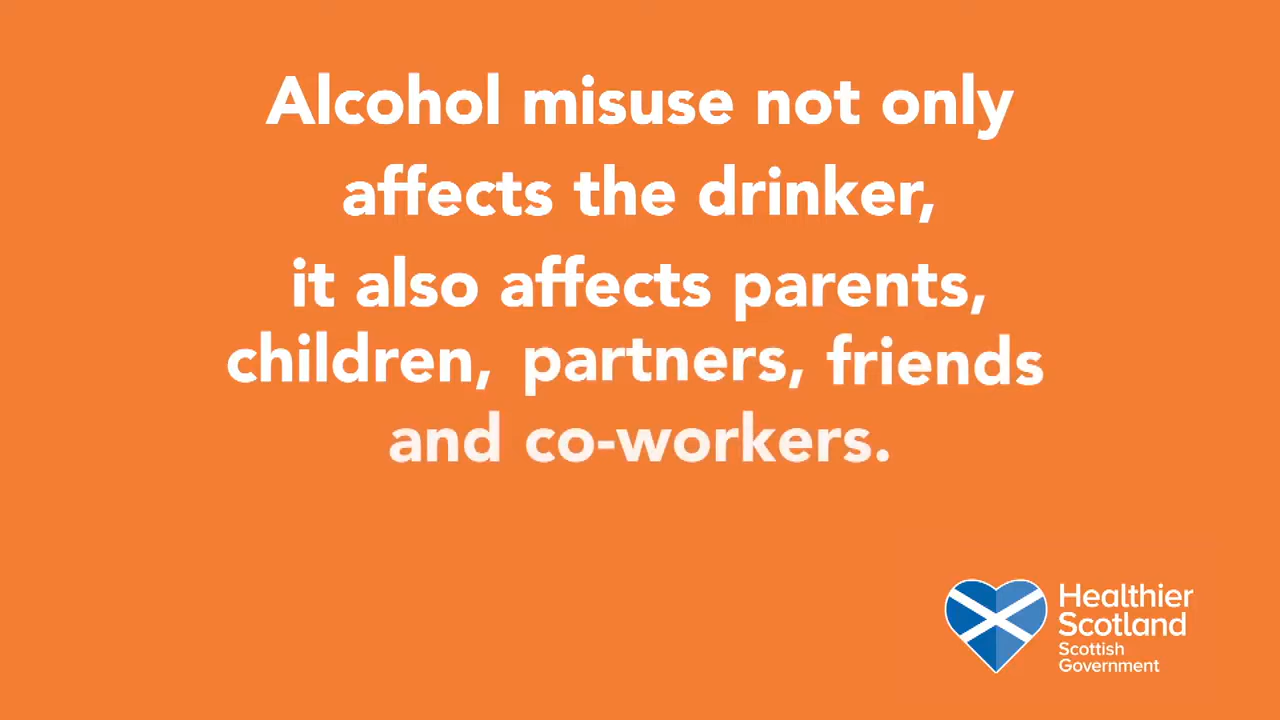 Alcohol misuse not only
affects the drinker,
it also affects parents,
children, partners, friends
and co-workers.
Healthier
Scotland
Scottish
Government